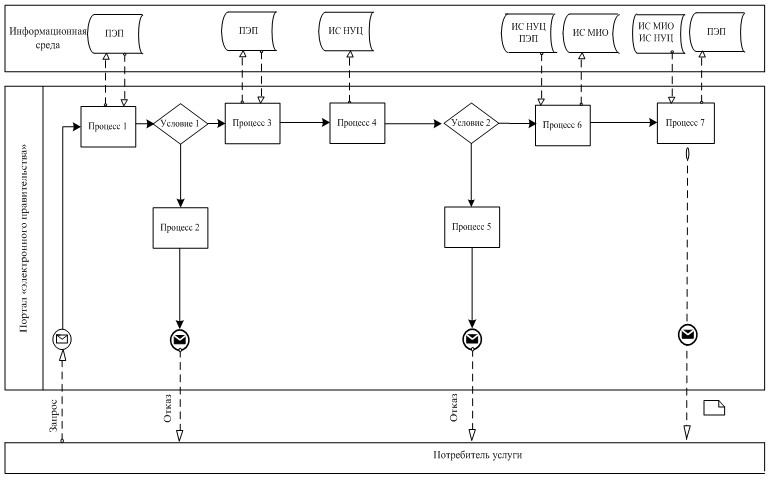 Информационная
среда
ПЭП
ПЭП
ИС НУЦ
ИС НУЦ
ПЭП
ИС МИО
ИС МИО
ИС НУЦ
ПЭП
Портал «электронного правительства»
Процесс 1
Условие 1
Процесс 3
Процесс 4
Условие 2
Процесс 6
Процесс 7
Процесс 2
Процесс 5
Запрос
Отказ
Отказ
Потребитель услуги